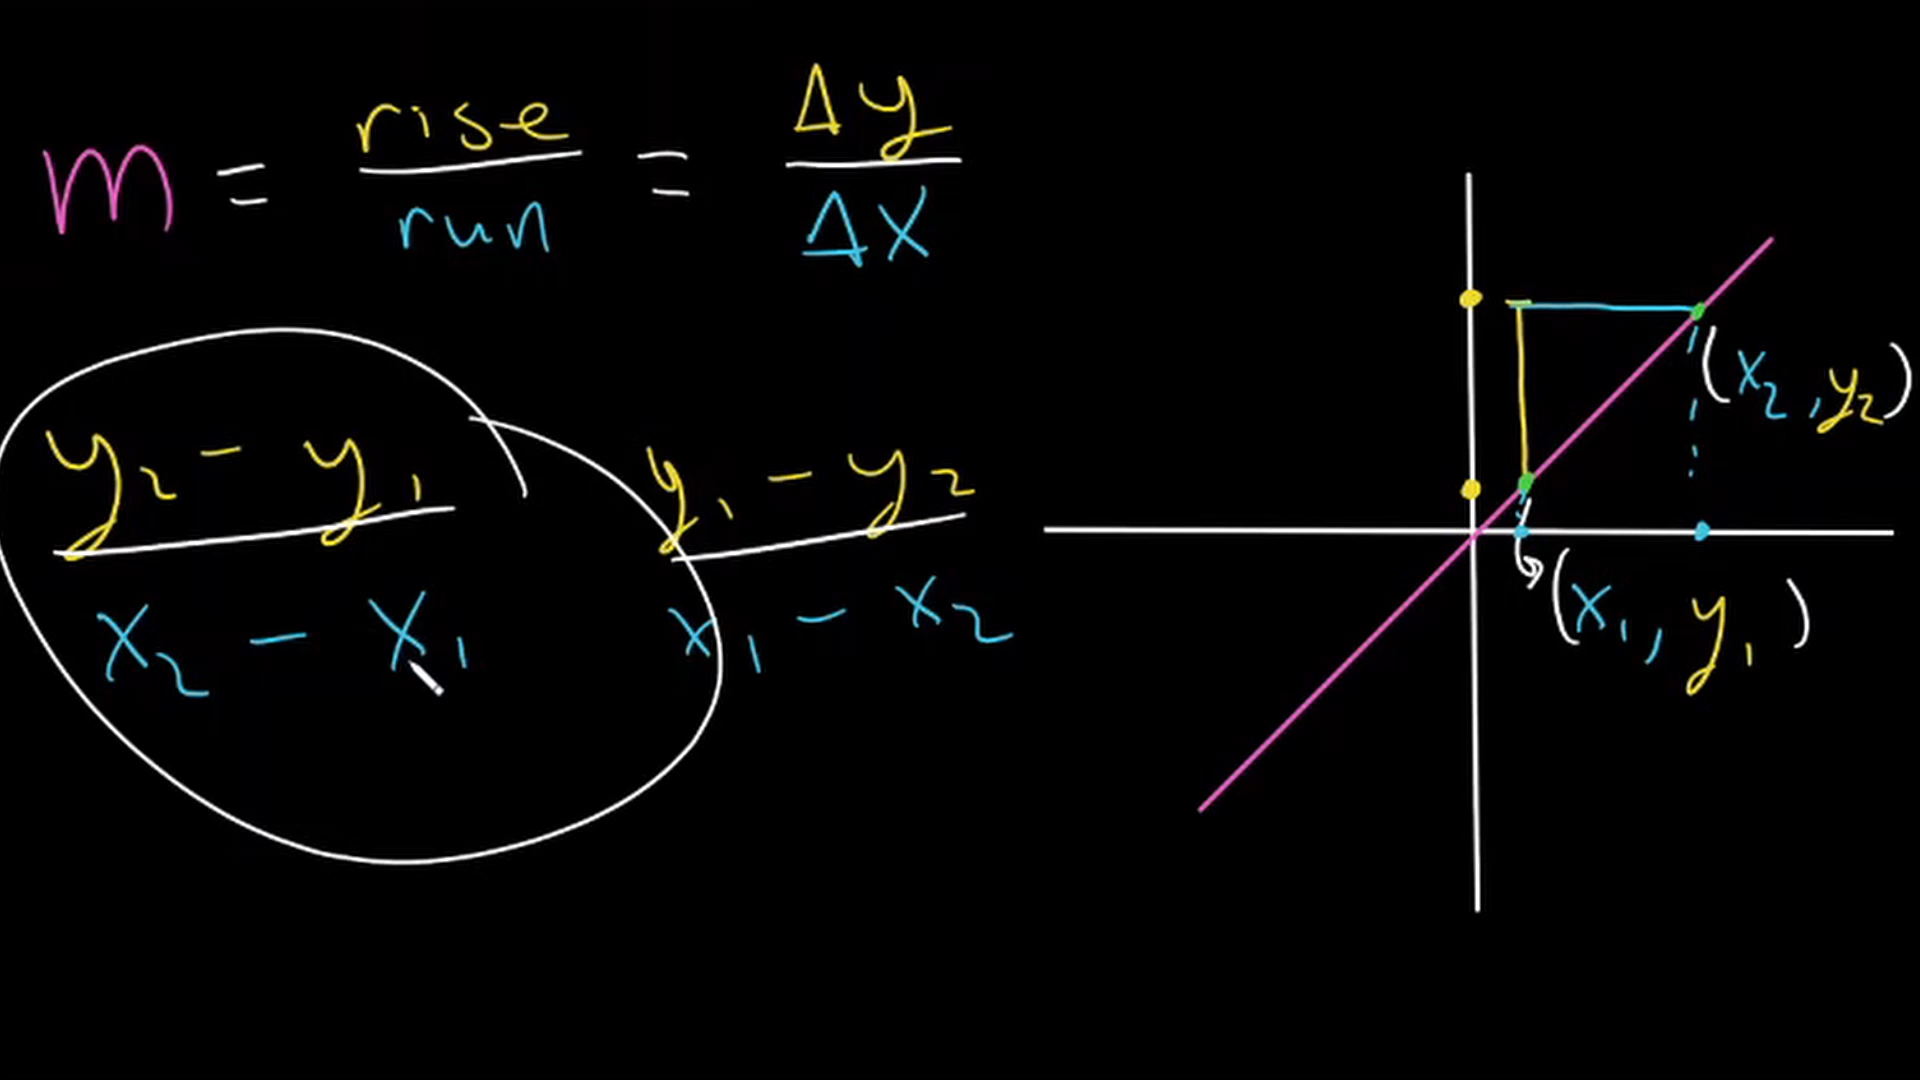 m = rise/run = Δy/Δx
y₂ - y₁ / x₂ - x₁
y₁ - y₂ / x₁ - x₂
(x₂, y₂)
(x₁, y₁)